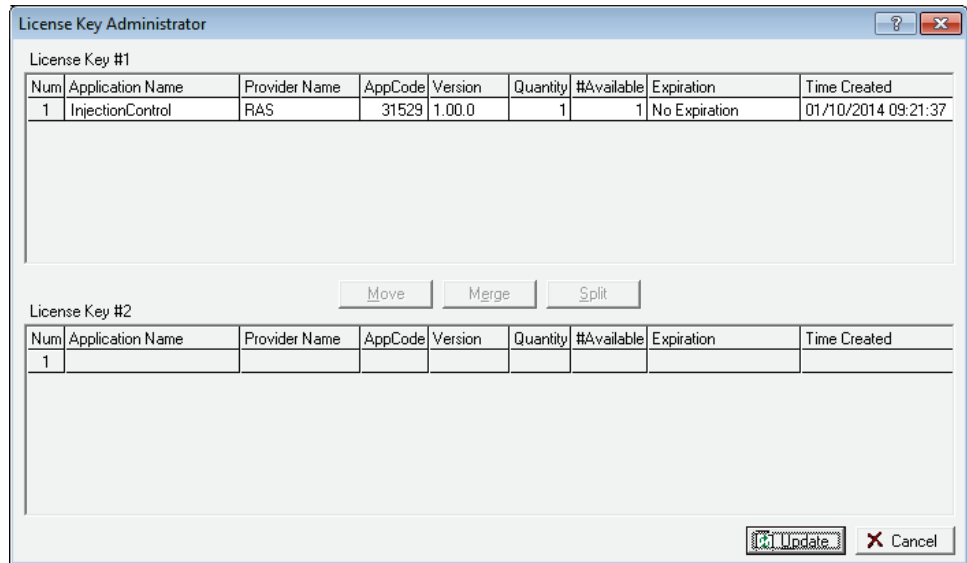 License Key Administrator
License Key #1
Num Application Name Provider Name AppCode Version Quantity #Available Expiration Time Created
1 InjectionControl RAS 31529 1.00.0 1 1 No Expiration 01/10/2014 09:21:37
Move Merge Split
License Key #2
Num Application Name Provider Name AppCode Version Quantity #Available Expiration Time Created
1
Update Cancel